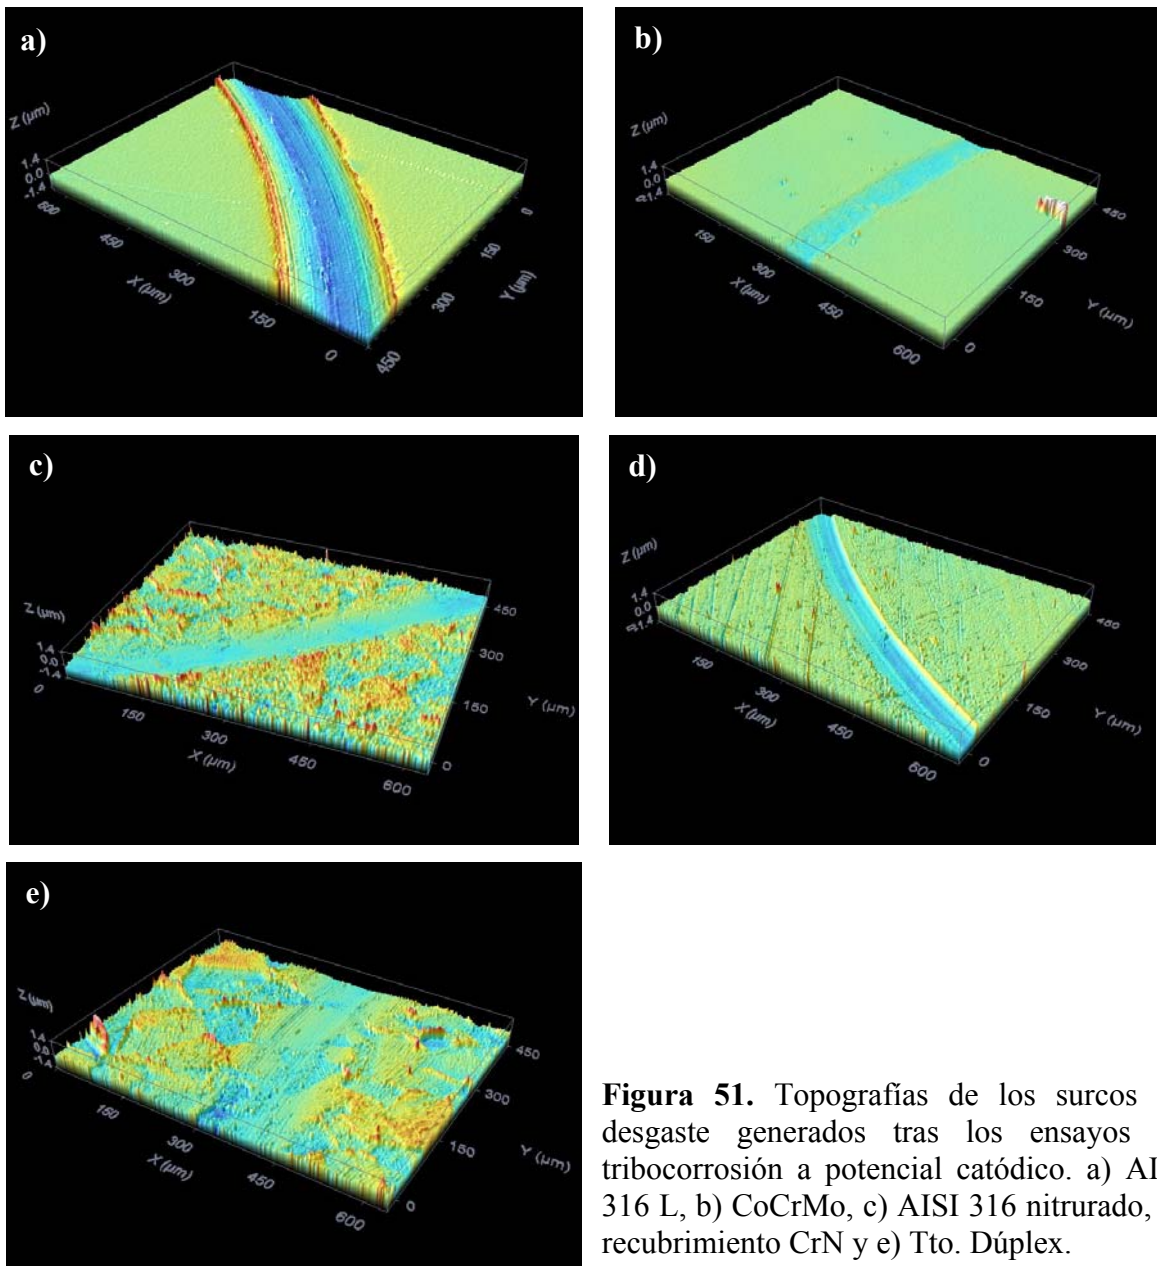 a)
Z (µm)
1.4
0.0
-1.4
600
450
300
150
0
X (µm)
0
150
300
450
Y (µm)
b)
Z (µm)
1.4
0.0
-1.4
150
300
450
600
X (µm)
0
150
300
450
Y (µm)
c)
Z (µm)
1.4
0.0
-1.4
0
150
300
450
600
X (µm)
0
150
300
450
Y (µm)
d)
Z (µm)
1.4
0.0
-1.4
150
300
450
600
X (µm)
0
150
300
450
Y (µm)
e)
Z (µm)
1.4
0.0
-1.4
0
150
300
450
600
X (µm)
0
150
300
450
Y (µm)
Figura 51. Topografías de los surcos
desgaste generados tras los ensayos
tribocorrosión a potencial catódico. a) AI
316 L, b) CoCrMo, c) AISI 316 nitrurado,
recubrimiento CrN y e) Tto. Dúplex.